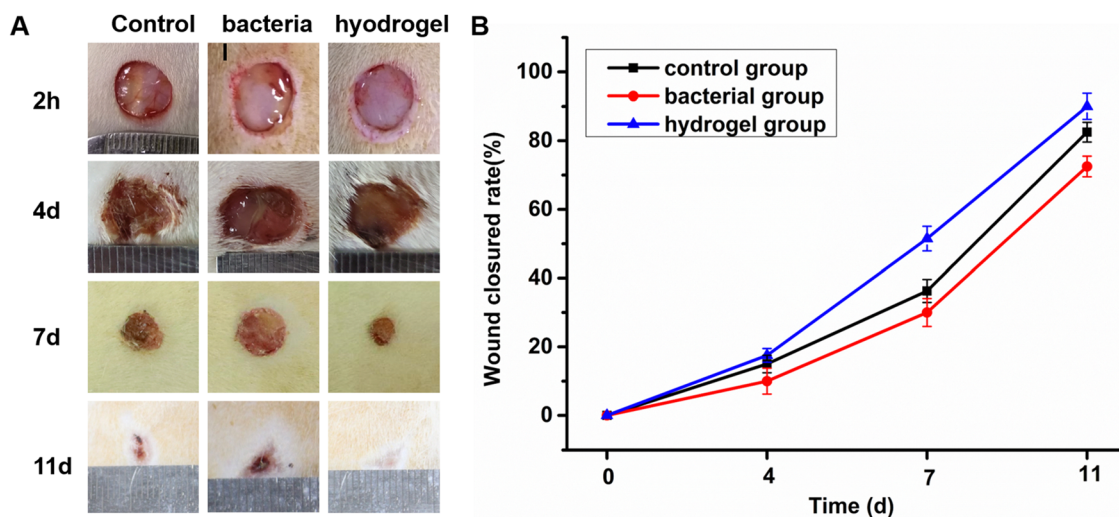 A
Control bacteria hyodrogel
2h
4d
7d
11d
B
control group
bacterial group
hydrogel group
Wound closured rate(%)
100
80
60
40
20
0
0 4 7 11
Time (d)